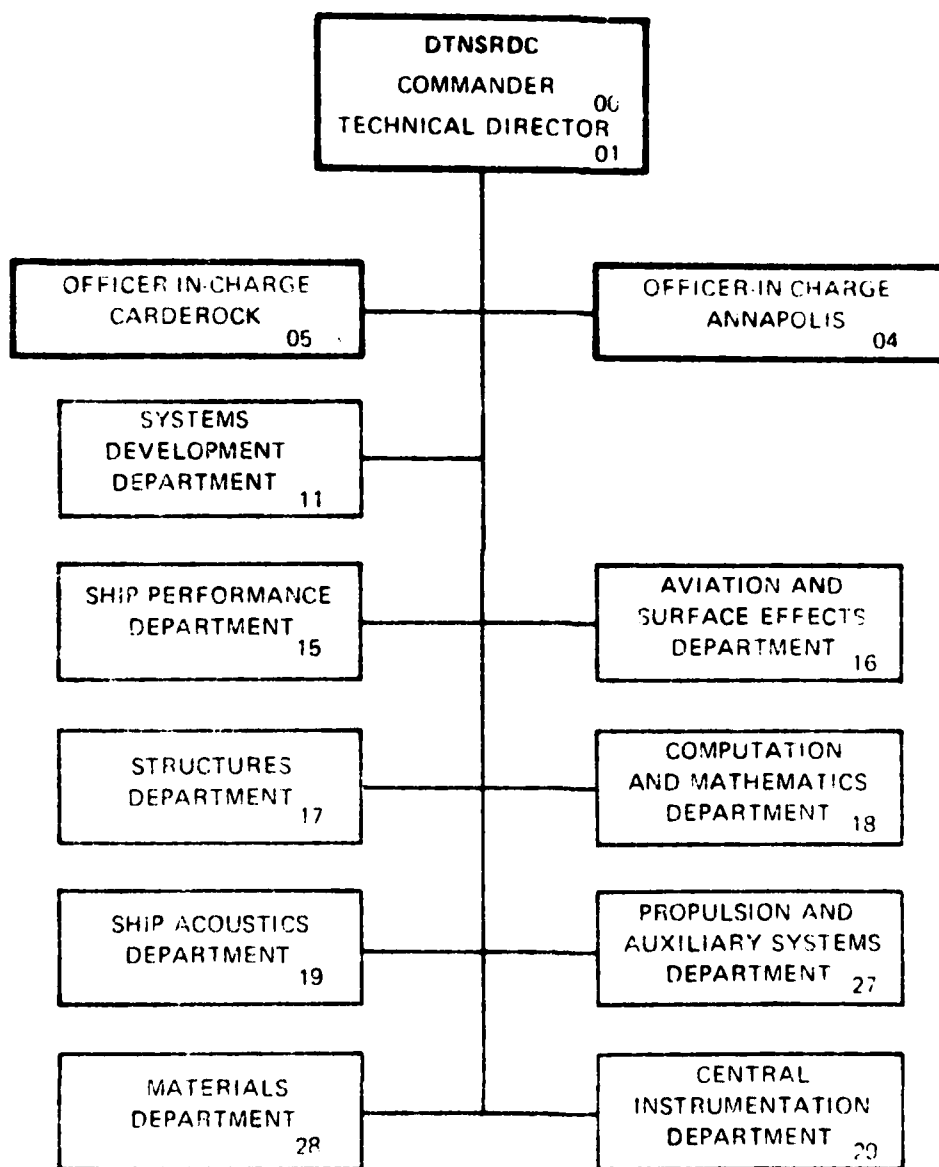 DTNSRDC
COMMANDER
00
TECHNICAL DIRECTOR
01
OFFICER IN-CHARGE
CARDEROCK
05
OFFICER-IN CHARGE
ANNAPOLIS
04
SYSTEMS
DEVELOPMENT
DEPARTMENT
11
SHIP PERFORMANCE
DEPARTMENT
15
AVIATION AND
SURFACE EFFECTS
DEPARTMENT
16
STRUCTURES
DEPARTMENT
17
COMPUTATION
AND MATHEMATICS
DEPARTMENT
18
SHIP ACOUSTICS
DEPARTMENT
19
PROPULSION AND
AUXILIARY SYSTEMS
DEPARTMENT
27
MATERIALS
DEPARTMENT
28
CENTRAL
INSTRUMENTATION
DEPARTMENT
29